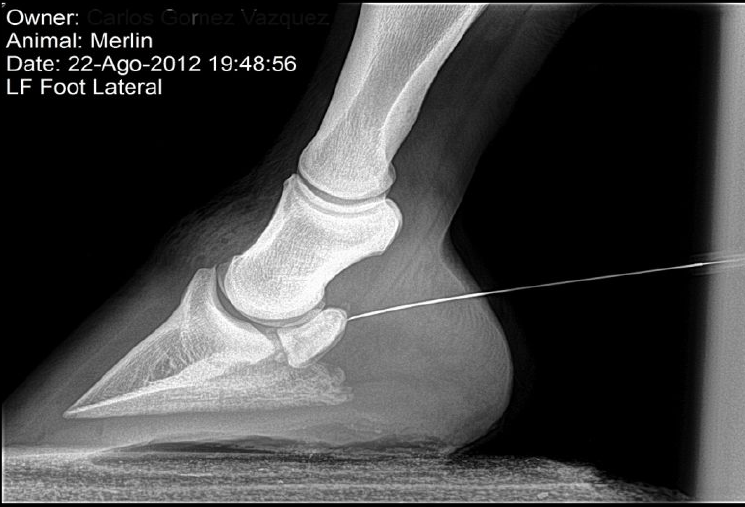 Owner: Carlos Gomez Vazquez
Animal: Merlin
Date: 22-Ago-2012 19:48:56
LF Foot Lateral